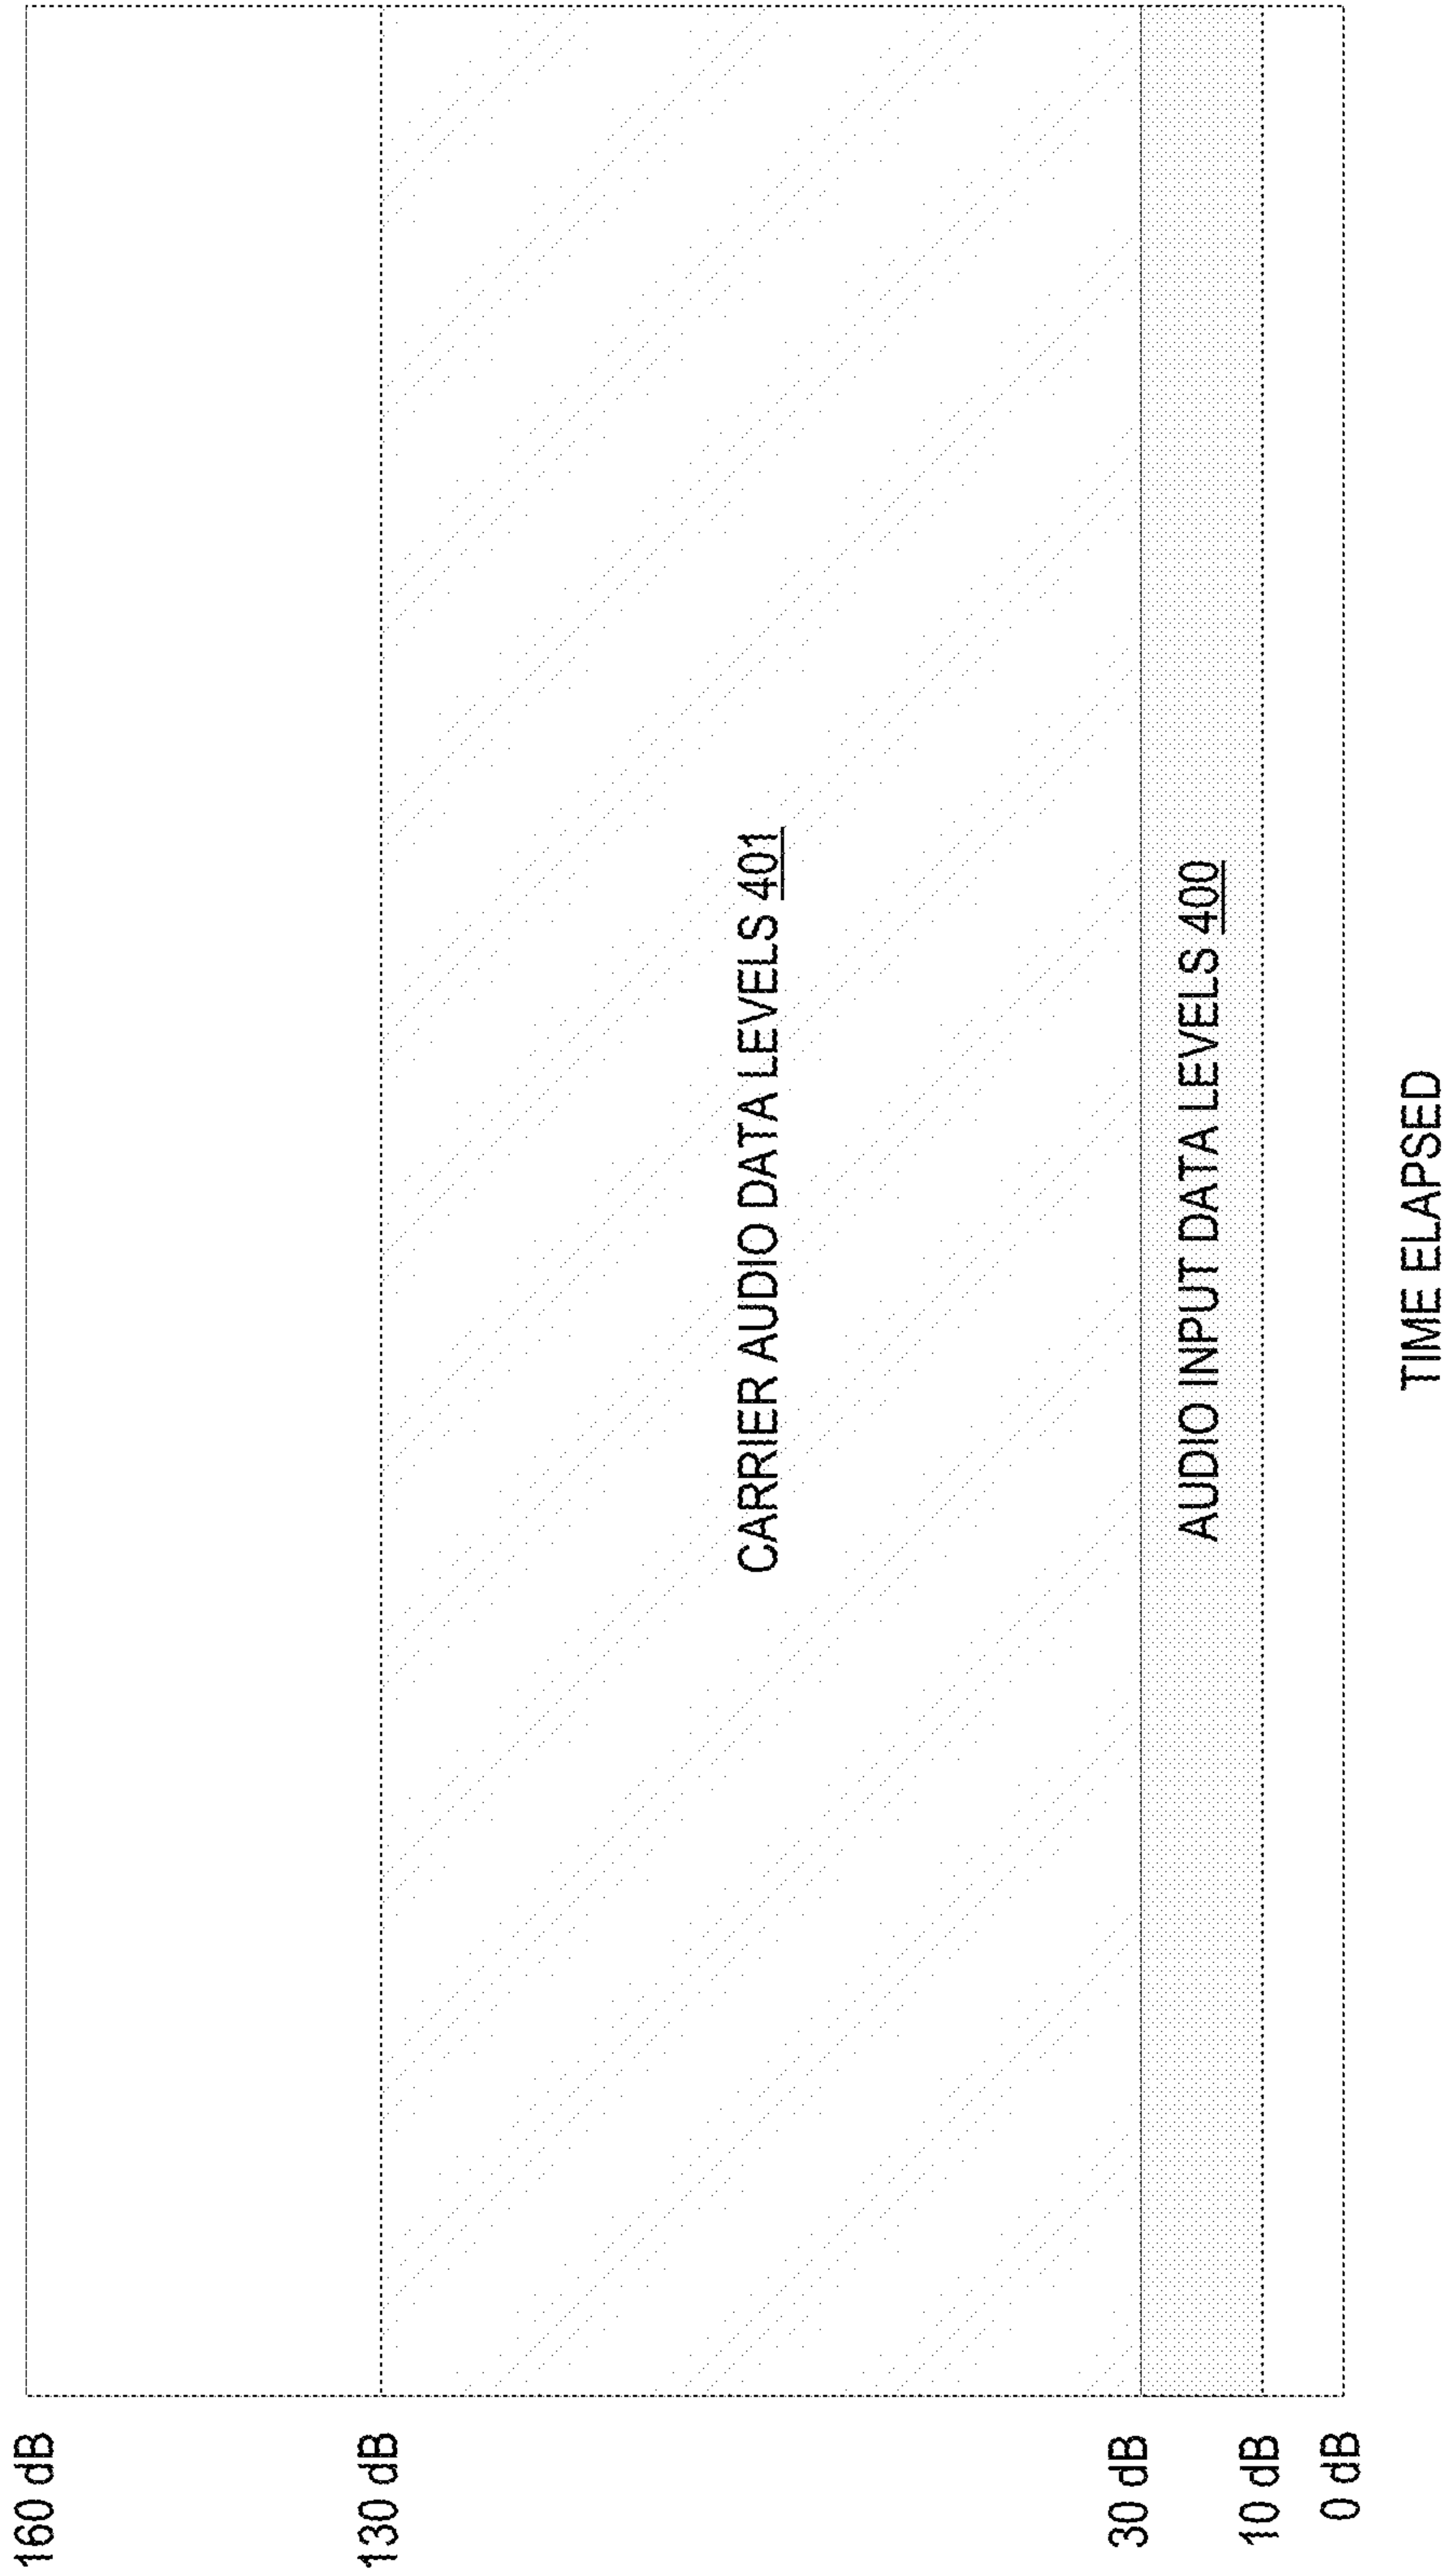 160 dB
130 dB
CARRIER AUDIO DATA LEVELS 401
30 dB
AUDIO INPUT DATA LEVELS 400
10 dB
0 dB
TIME ELAPSED